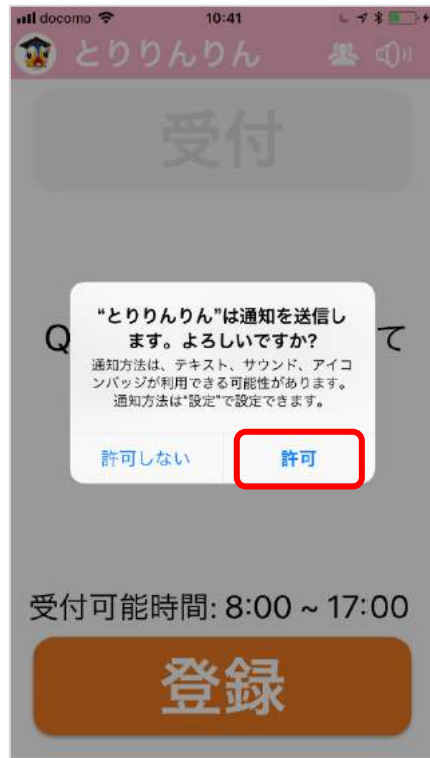 docomo 10:41
とりりんりん
受付
“とりりんりん”は通知を送信し
ます。よろしいですか?
通知方法は、テキスト、サウンド、アイコ
ンバッジが利用できる可能性があります。
通知方法は“設定”で設定できます。
Q て
許可しない 許可
受付可能時間: 8:00 ~ 17:00
登録